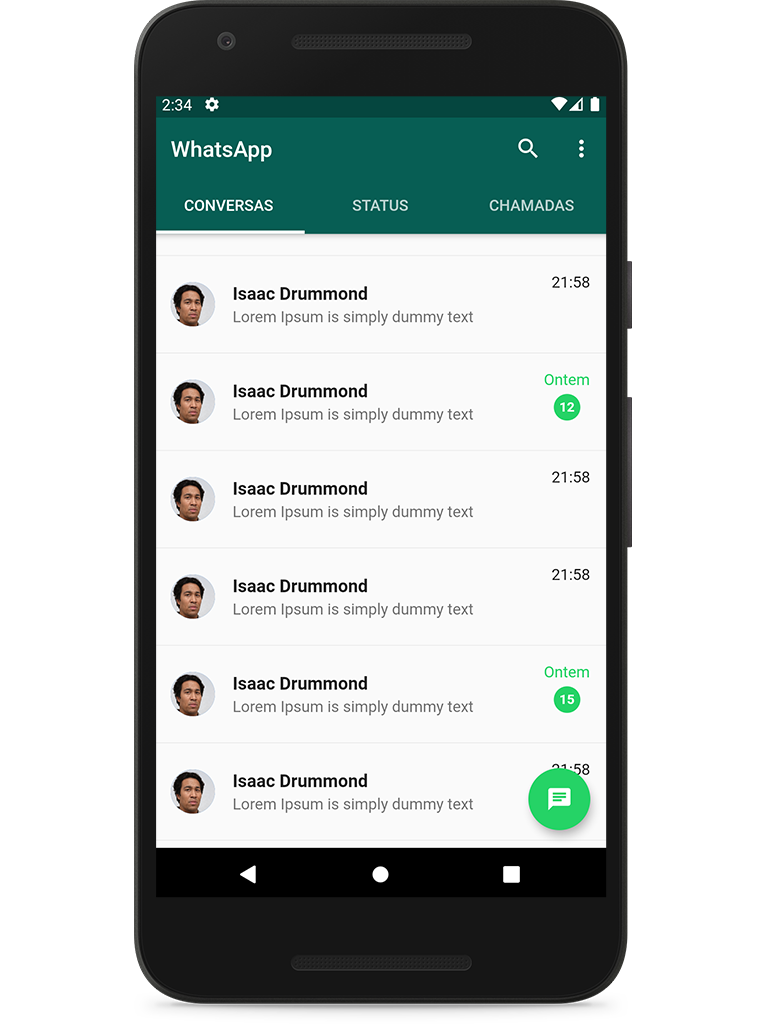 2:34
WhatsApp
CONVERSAS STATUS CHAMADAS
Isaac Drummond 21:58
Lorem Ipsum is simply dummy text
Isaac Drummond Ontem
Lorem Ipsum is simply dummy text 12
Isaac Drummond 21:58
Lorem Ipsum is simply dummy text
Isaac Drummond 21:58
Lorem Ipsum is simply dummy text
Isaac Drummond Ontem
Lorem Ipsum is simply dummy text 15
Isaac Drummond 21:58
Lorem Ipsum is simply dummy text